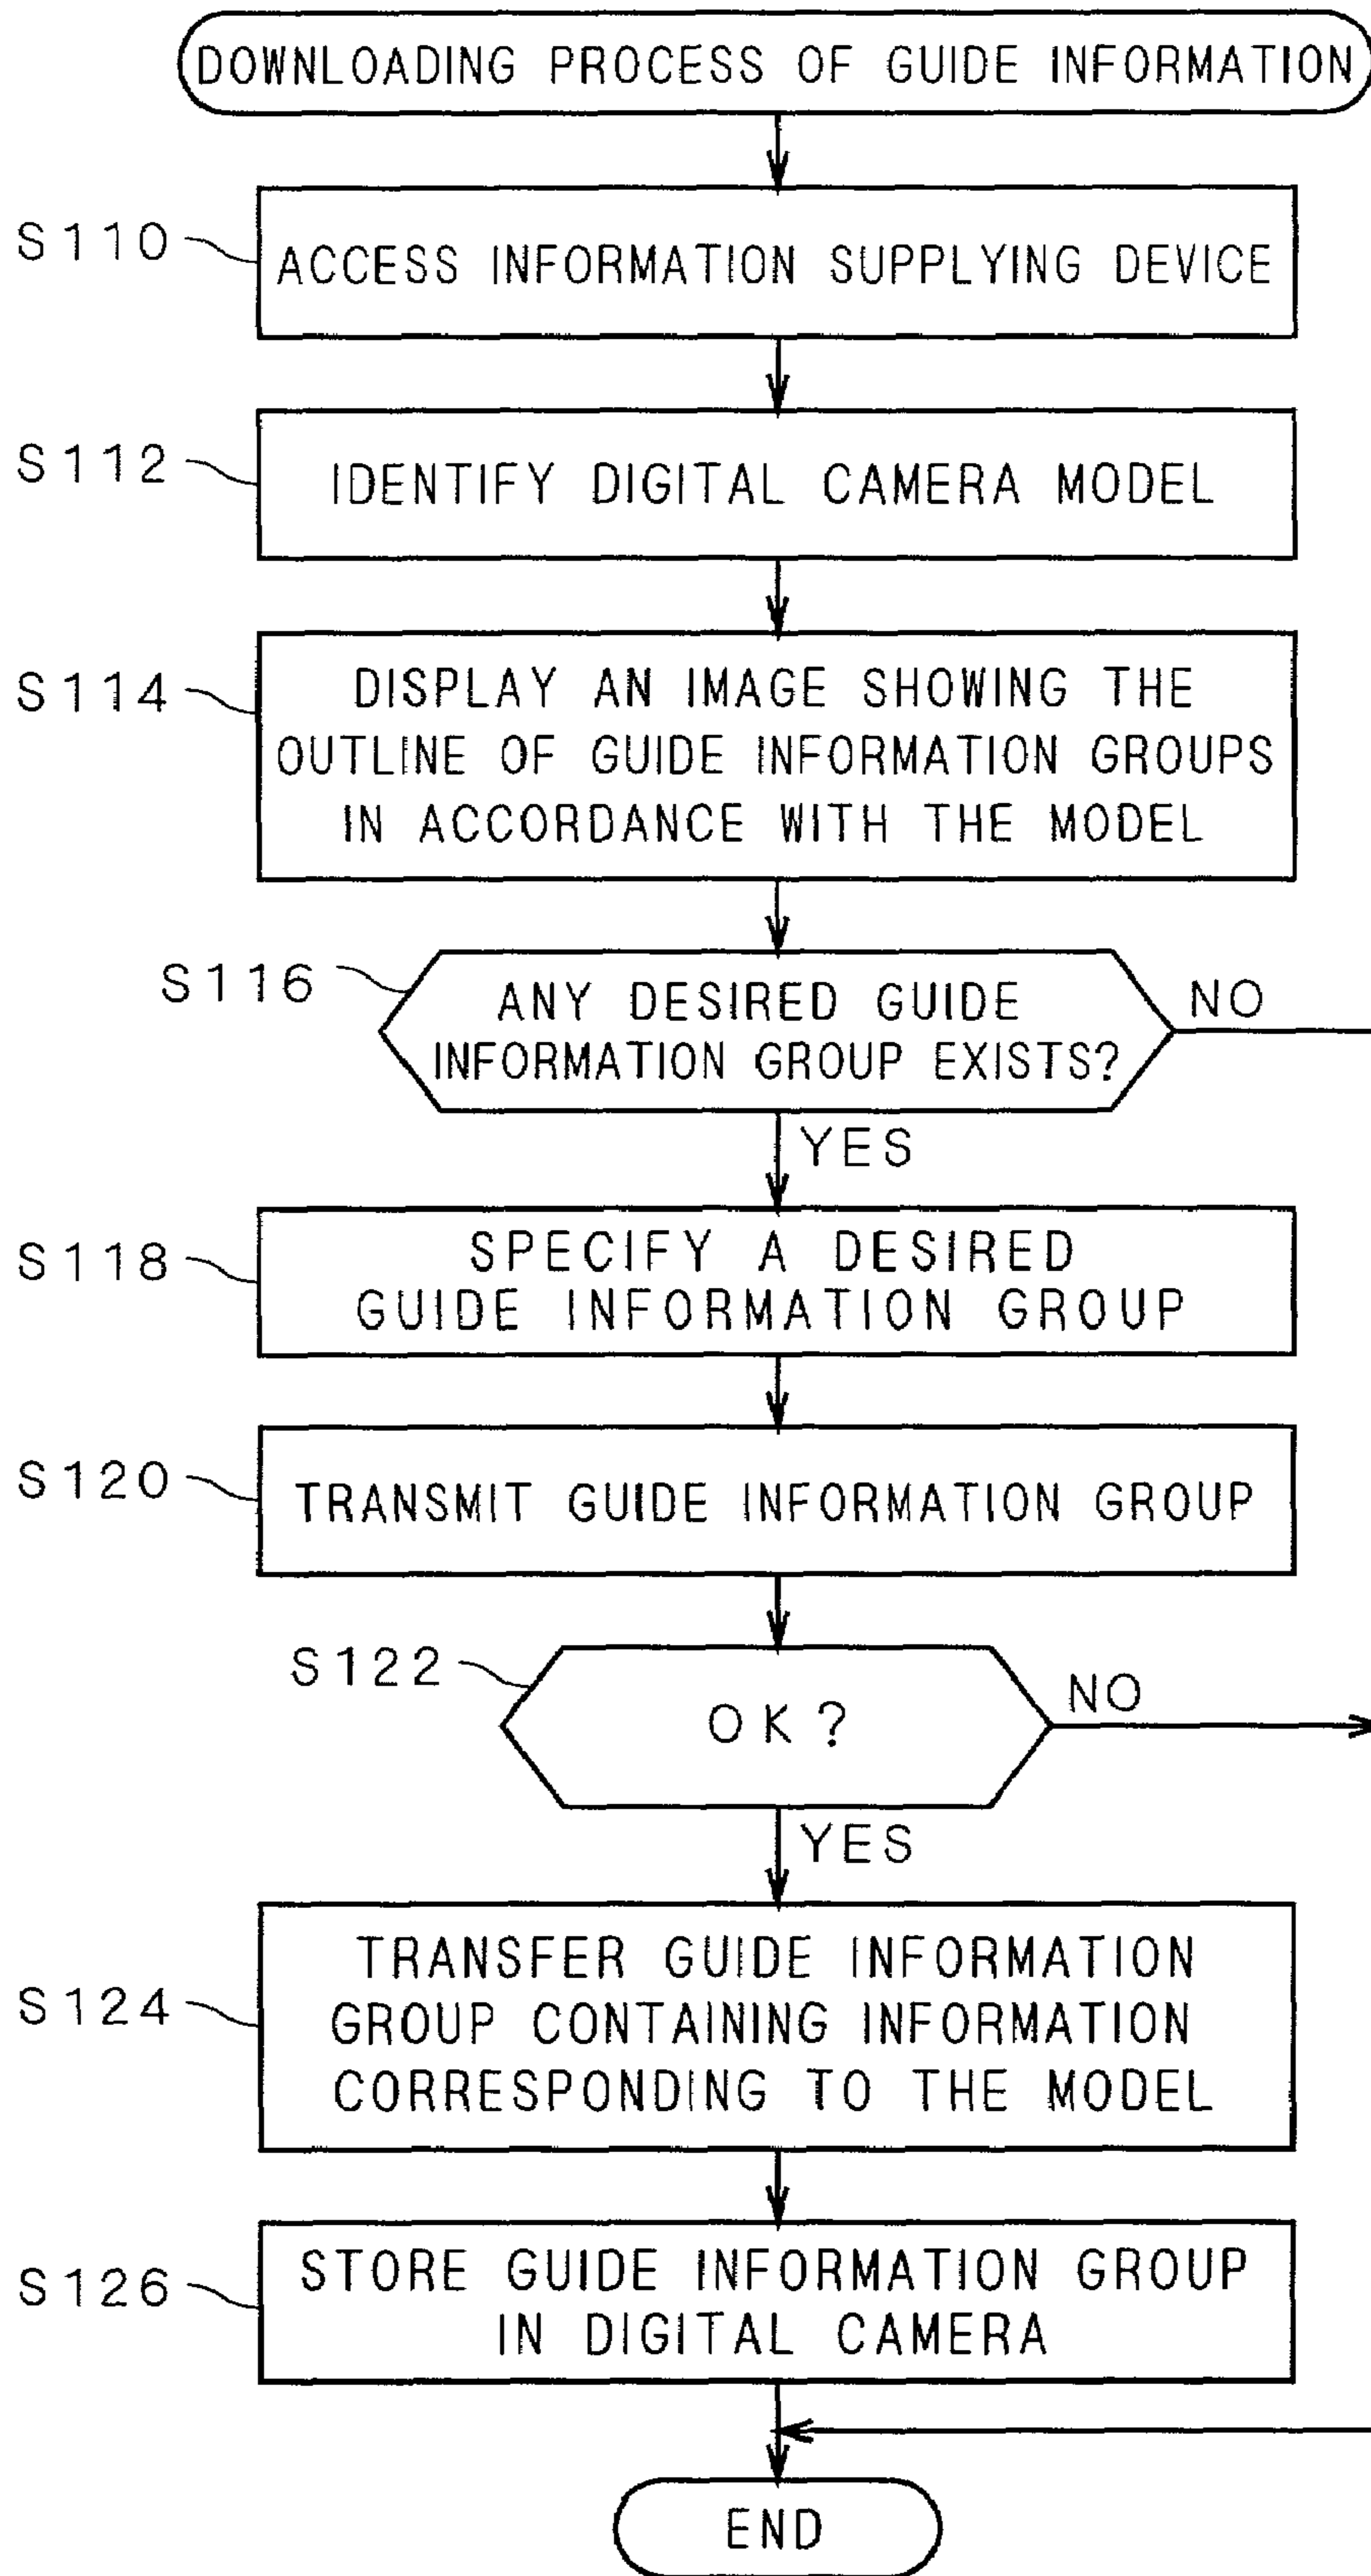 DOWNLOADING PROCESS OF GUIDE INFORMATION
S110
ACCESS INFORMATION SUPPLYING DEVICE
S112
IDENTIFY DIGITAL CAMERA MODEL
S114
DISPLAY AN IMAGE SHOWING THE
OUTLINE OF GUIDE INFORMATION GROUPS
IN ACCORDANCE WITH THE MODEL
S116
ANY DESIRED GUIDE
INFORMATION GROUP EXISTS?
NO
YES
S118
SPECIFY A DESIRED
GUIDE INFORMATION GROUP
S120
TRANSMIT GUIDE INFORMATION GROUP
S122
OK?
NO
YES
S124
TRANSFER GUIDE INFORMATION
GROUP CONTAINING INFORMATION
CORRESPONDING TO THE MODEL
S126
STORE GUIDE INFORMATION GROUP
IN DIGITAL CAMERA
END